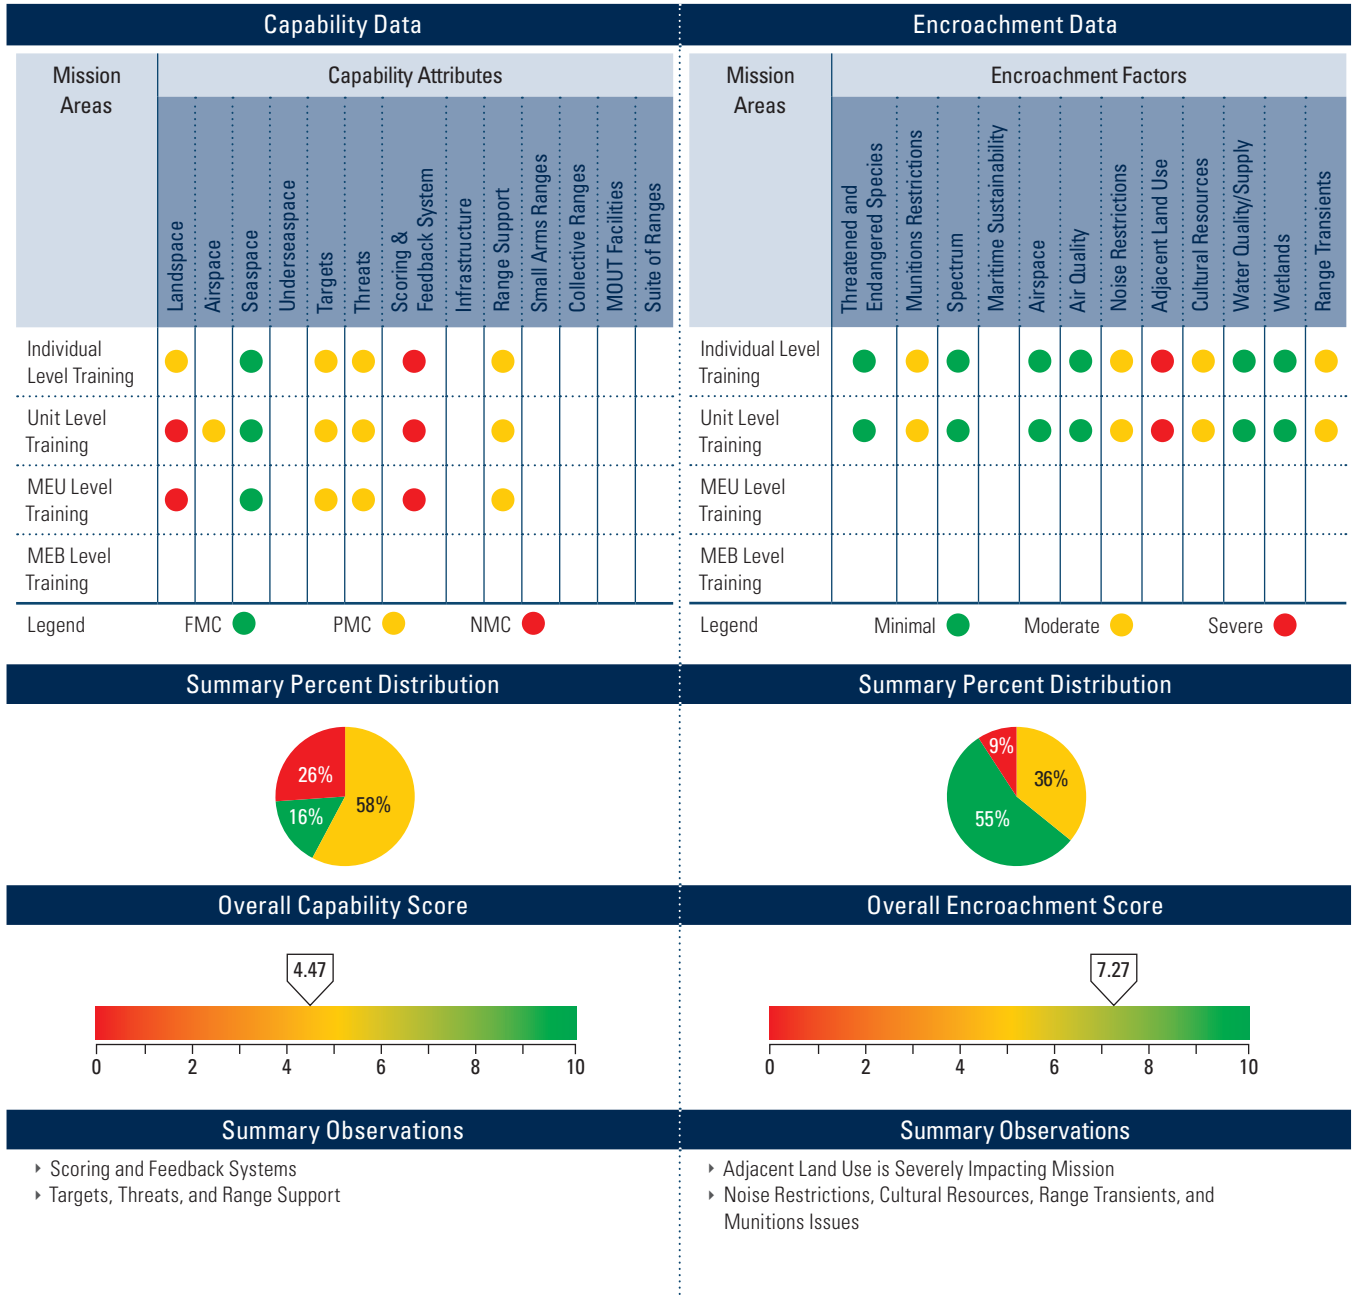 Capability Data
Mission
Areas
Capability Attributes
Landspace
Airspace
Seaspace
Underseaspace
Targets
Threats
Scoring &
Feedback System
Infrastructure
Range Support
Small Arms Ranges
Collective Ranges
MOUT Facilities
Suite of Ranges
Individual
Level Training
Unit Level
Training
MEU Level
Training
MEB Level
Training
Legend
FMC
PMC
NMC
Summary Percent Distribution
26%
16%
58%
Overall Capability Score
4.47
0 2 4 6 8 10
Summary Observations
‣ Scoring and Feedback Systems
‣ Targets, Threats, and Range Support
Encroachment Data
Mission
Areas
Encroachment Factors
Threatened and
Endangered Species
Munitions Restrictions
Spectrum
Maritime Sustainability
Airspace
Air Quality
Noise Restrictions
Adjacent Land Use
Cultural Resources
Water Quality/Supply
Wetlands
Range Transients
Individual Level
Training
Unit Level
Training
MEU Level
Training
MEB Level
Training
Legend
Minimal
Moderate
Severe
Summary Percent Distribution
9%
36%
55%
Overall Encroachment Score
7.27
0 2 4 6 8 10
Summary Observations
‣ Adjacent Land Use is Severely Impacting Mission
‣ Noise Restrictions, Cultural Resources, Range Transients, and
Munitions Issues